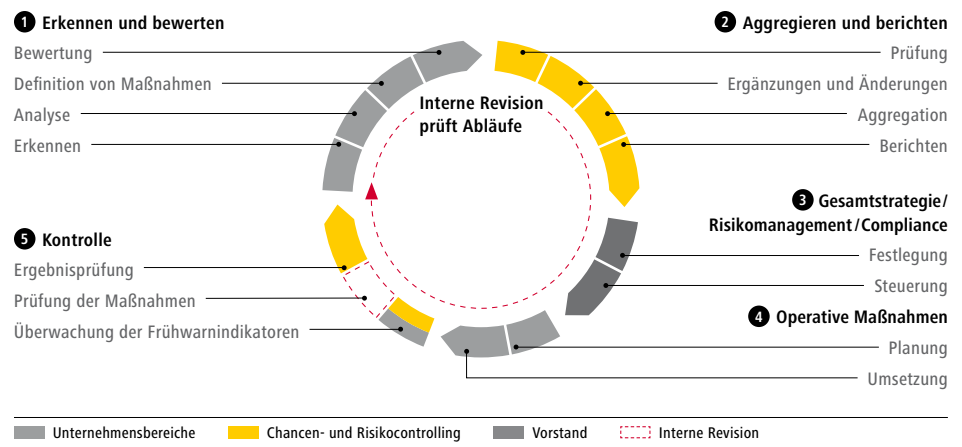 1 Erkennen und bewerten
Bewertung
Definition von Maßnahmen
Analyse
Erkennen
2 Aggregieren und berichten
Prüfung
Ergänzungen und Änderungen
Aggregation
Berichten
Interne Revision
prüft Abläufe
3 Gesamtstrategie/
Risikomanagement/Compliance
Festlegung
Steuerung
4 Operative Maßnahmen
Planung
Umsetzung
5 Kontrolle
Ergebnisprüfung
Prüfung der Maßnahmen
Überwachung der Frühwarnindikatoren
Unternehmensbereiche Chancen- und Risikocontrolling Vorstand Interne Revision